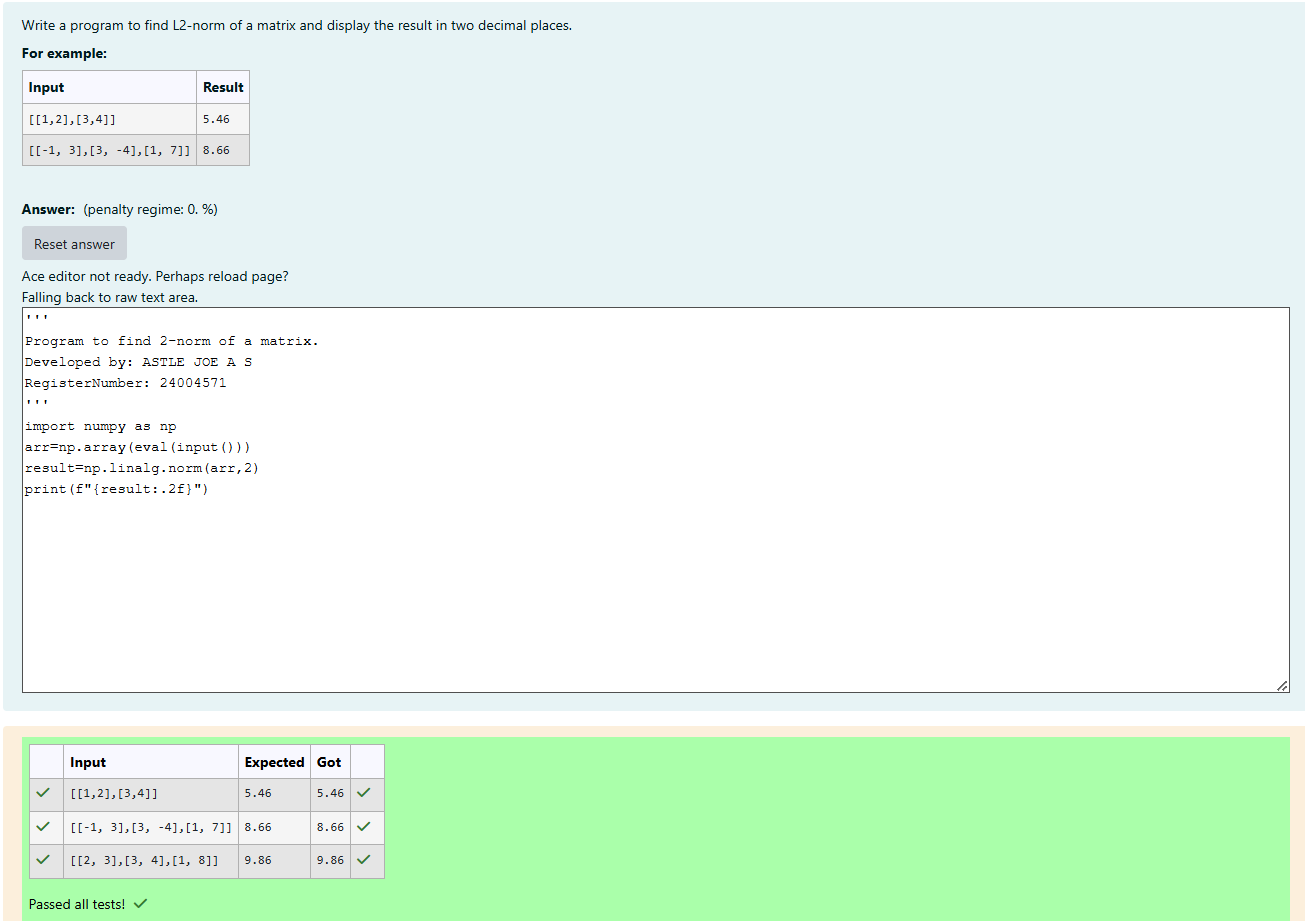 Write a program to find L2-norm of a matrix and display the result in two decimal places.
For example:
Input Result
[[1,2],[3,4]] 5.46
[[-1, 3],[3, -4],[1, 7]] 8.66
Answer: (penalty regime: 0. %)
Reset answer
Ace editor not ready. Perhaps reload page?
Falling back to raw text area.
'''
Program to find 2-norm of a matrix.
Developed by: ASTLE JOE A S
RegisterNumber: 24004571
'''
import numpy as np
arr=np.array(eval(input()))
result=np.linalg.norm(arr,2)
print(f"{result:.2f}")
Input Expected Got
[[1,2],[3,4]] 5.46 5.46
[[-1, 3],[3, -4],[1, 7]] 8.66 8.66
[[2, 3],[3, 4],[1, 8]] 9.86 9.86
Passed all tests!